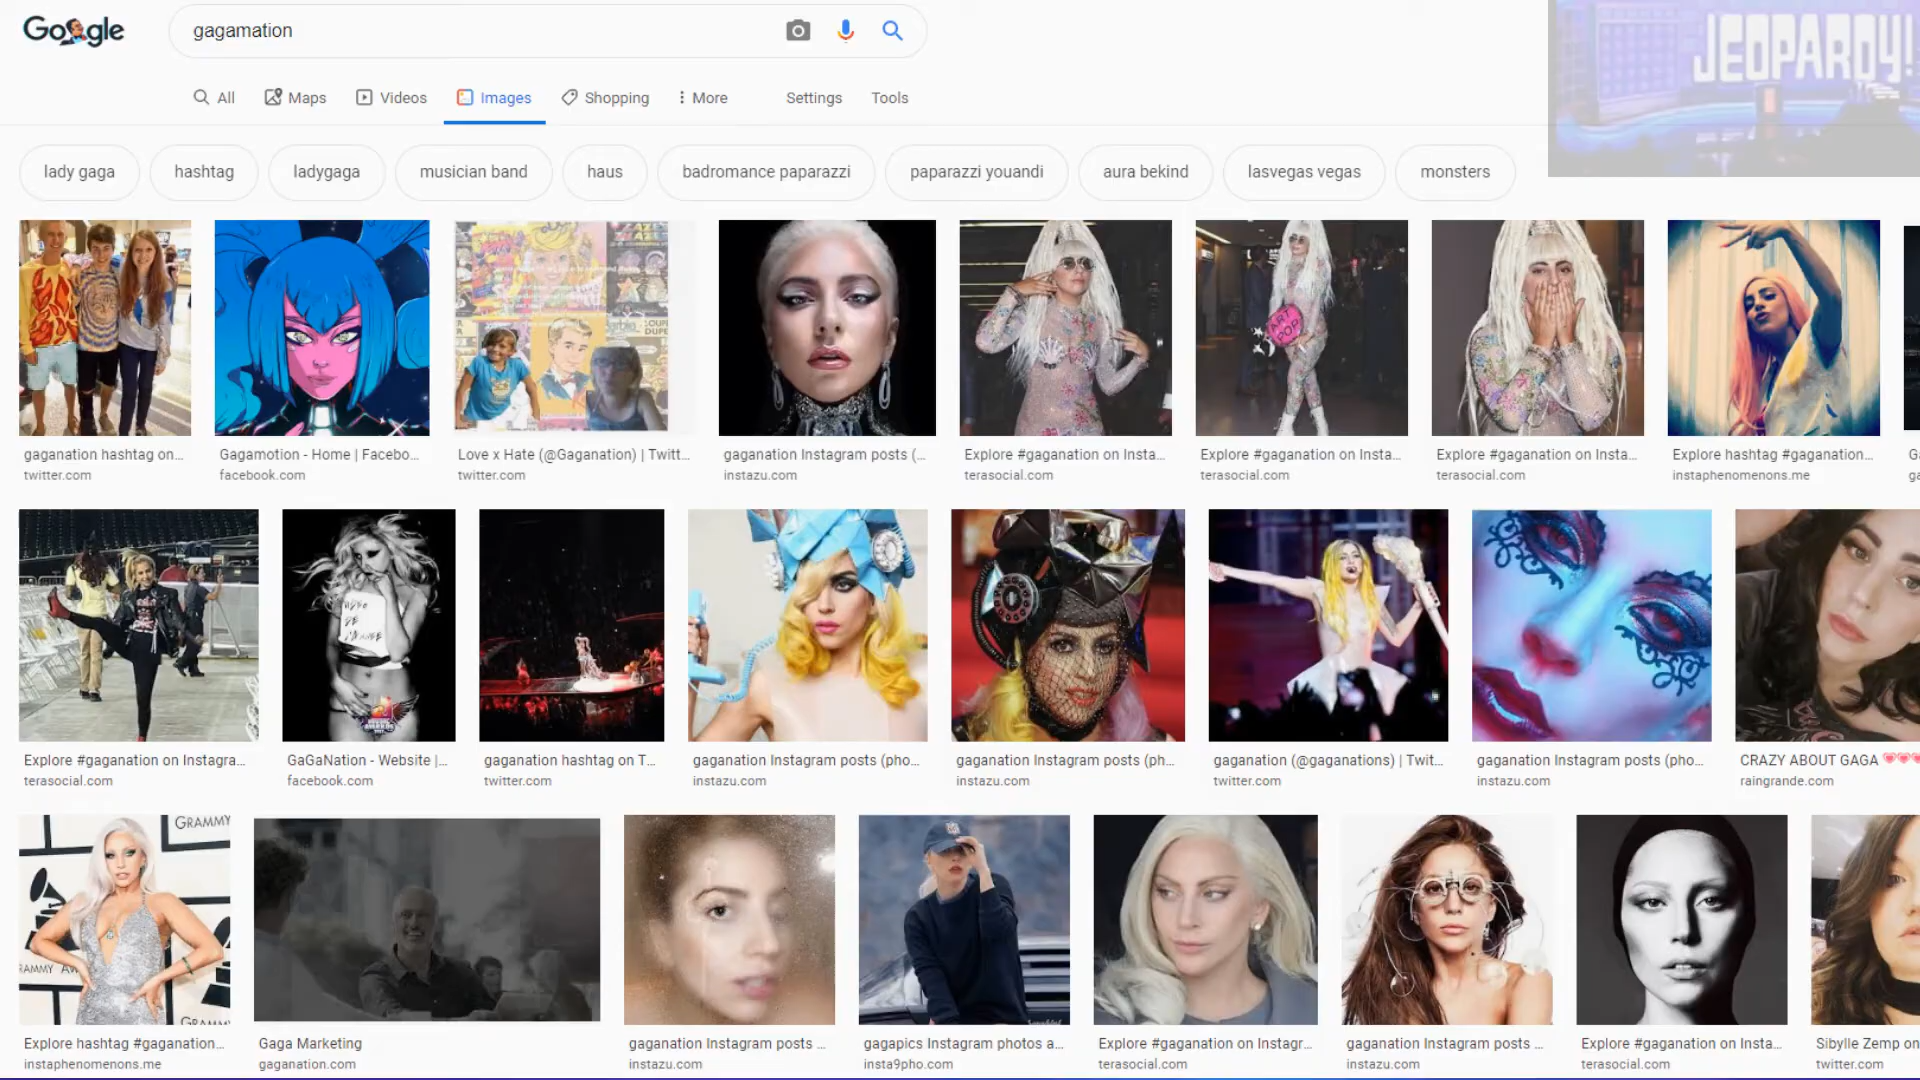 Google
gagamation
JEOPARDY!
All
Maps
Videos
Images
Shopping
More
Settings
Tools
lady gaga
hashtag
ladygaga
musician band
haus
badromance paparazzi
paparazzi youandi
aura bekind
lasvegas vegas
monsters
gaganation hashtag on...
twitter.com
Gagamotion - Home | Facebo...
facebook.com
Love x Hate (@Gaganation) | Twitt...
twitter.com
gaganation Instagram posts (...
instazu.com
ART POP
Explore #gaganation on Insta...
terasocial.com
Explore #gaganation on Insta...
terasocial.com
Explore #gaganation on Insta...
terasocial.com
Explore hashtag #gaganation...
instaphenomenons.me
Explore #gaganation on Instagra...
terasocial.com
GaGaNation - Website |...
facebook.com
gaganation hashtag on T...
twitter.com
gaganation Instagram posts (pho...
instazu.com
gaganation Instagram posts (ph...
instazu.com
gaganation (@gaganations) | Twit...
twitter.com
gaganation Instagram posts (pho...
instazu.com
CRAZY ABOUT GAGA 💗💗💗
raingrande.com
GRAMMY
Explore hashtag #gaganation...
instaphenomenons.me
Gaga Marketing
gaganation.com
gaganation Instagram posts ...
instazu.com
gagapics Instagram photos a...
insta9pho.com
Explore #gaganation on Instagr...
terasocial.com
gaganation Instagram posts ...
instazu.com
Explore #gaganation on Insta...
terasocial.com
Sibylle Zemp on
twitter.com